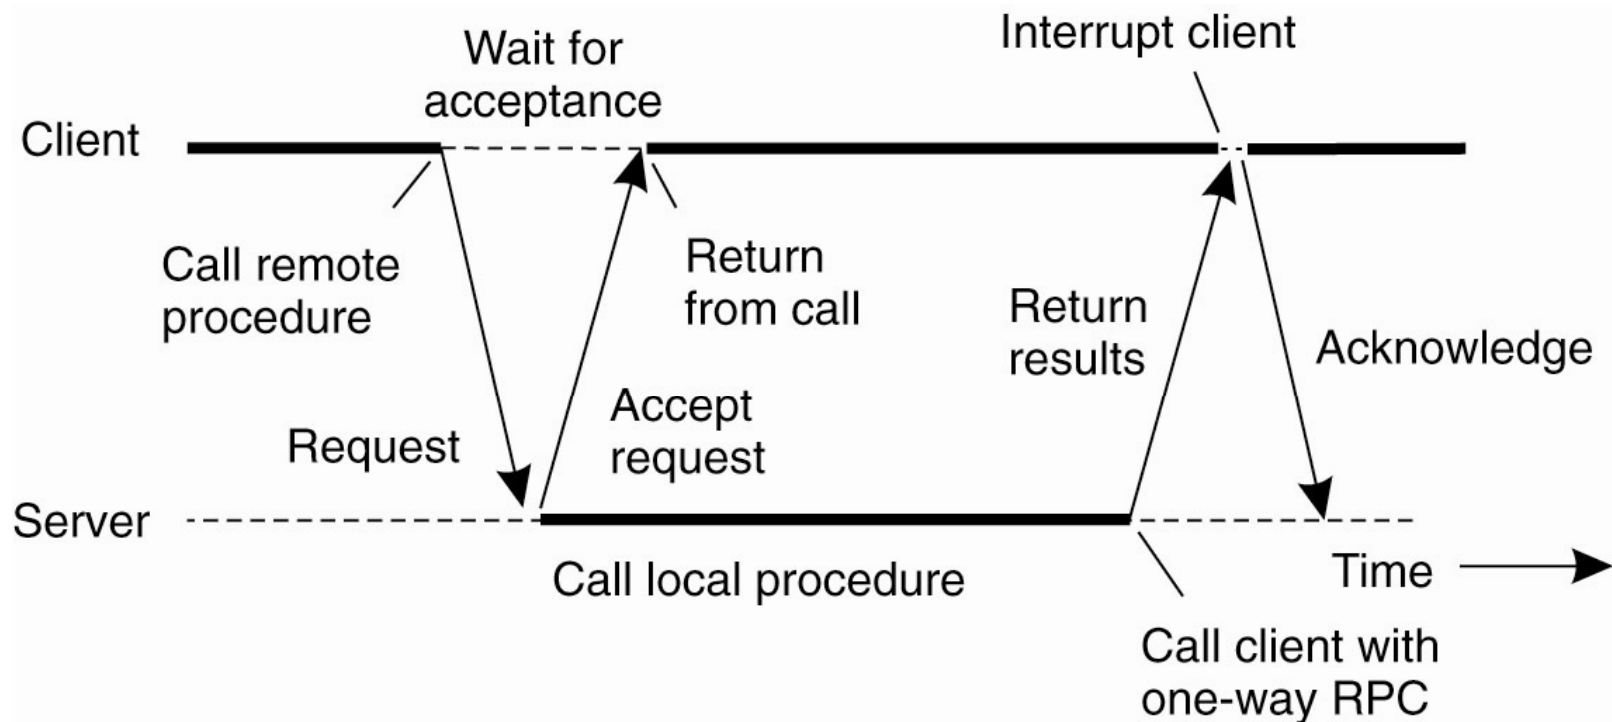 Wait for
acceptance
Interrupt client
Client
Call remote
procedure
Return
from call
Return
results
Acknowledge
Request
Accept
request
Server
Call local procedure
Time
Call client with
one-way RPC